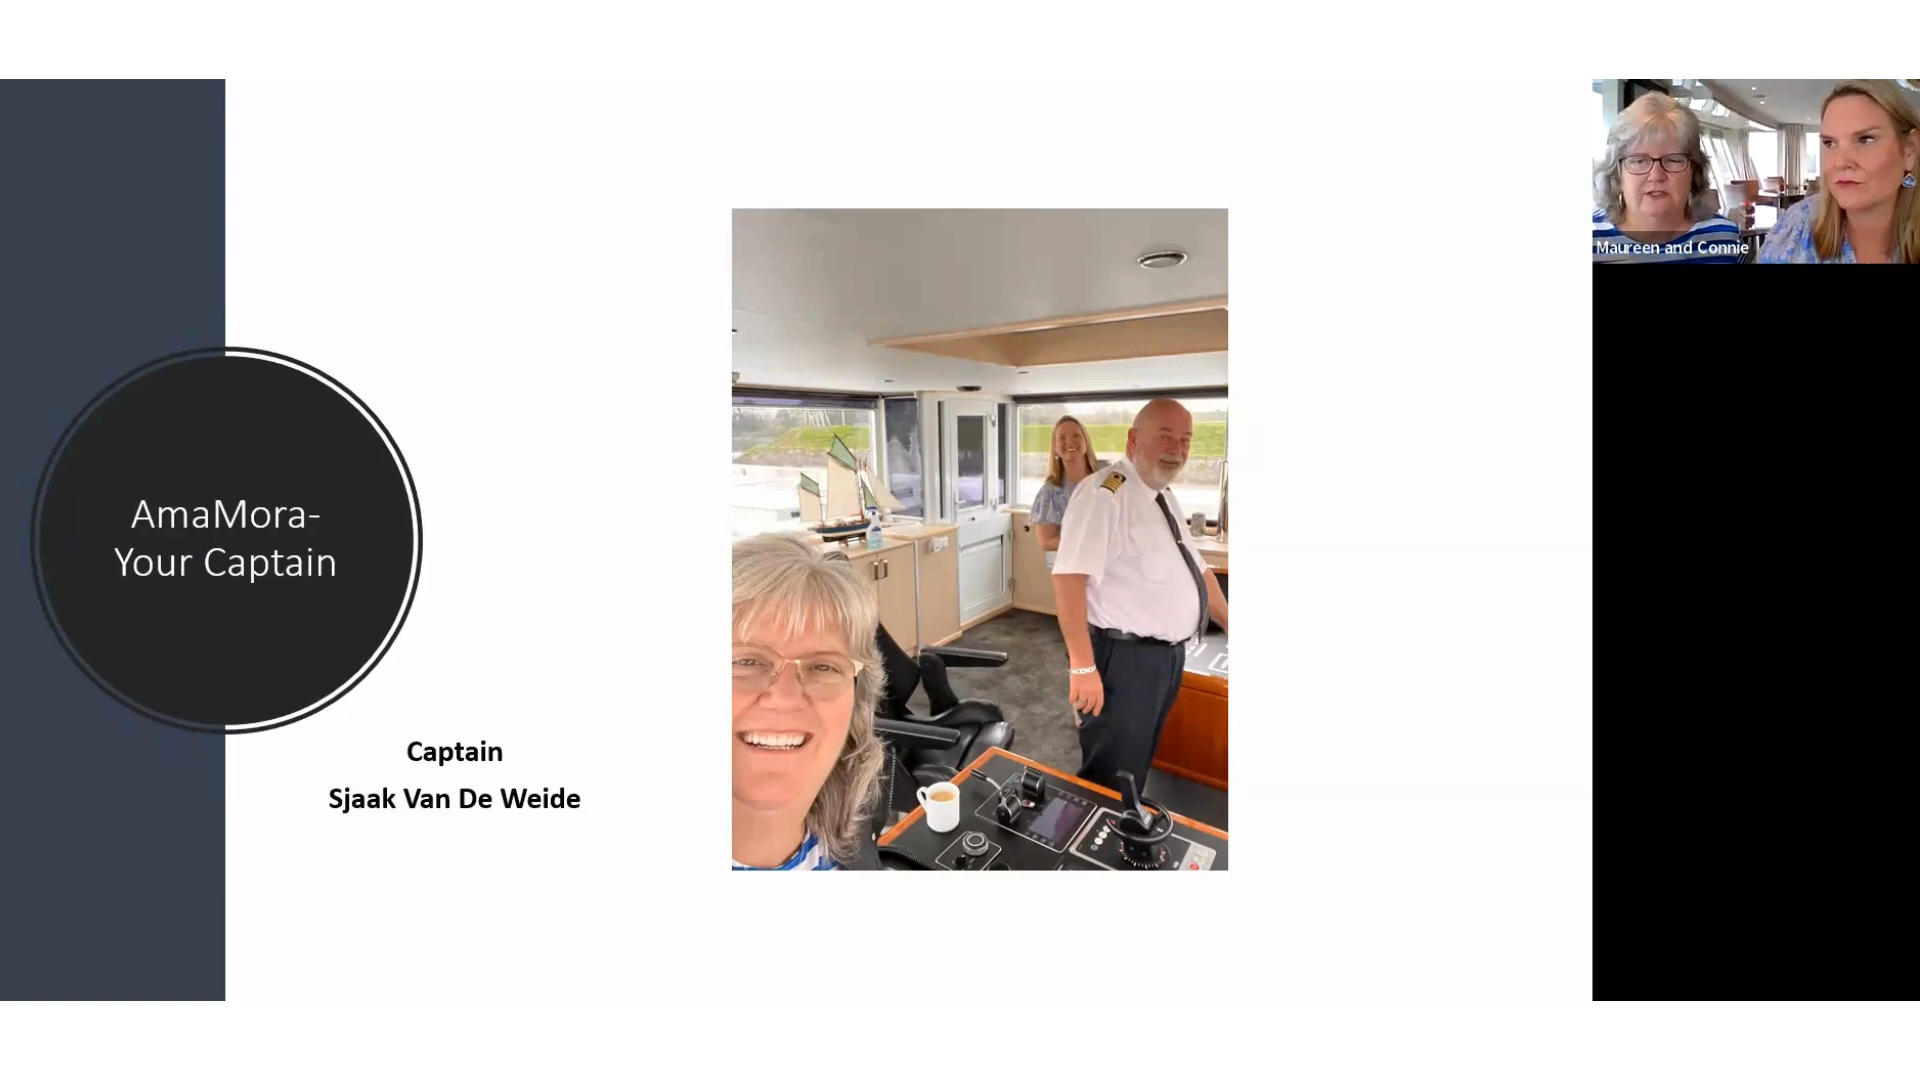 AmaMora-
Your Captain
Captain
Sjaak Van De Weide
Maureen and Connie